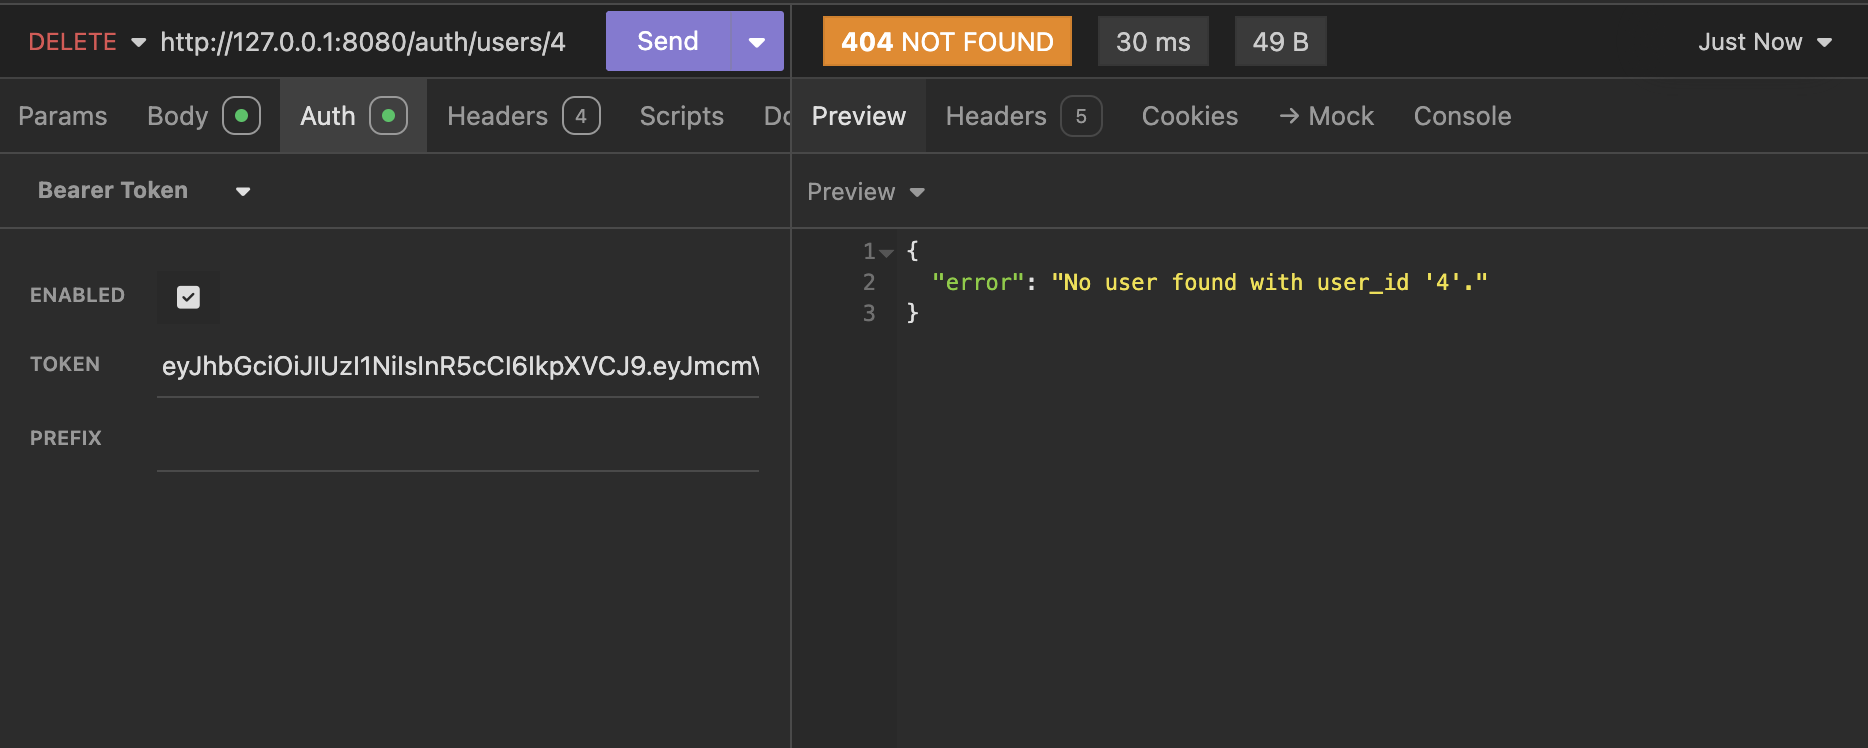 DELETE http://127.0.0.1:8080/auth/users/4 Send
404 NOT FOUND 30 ms 49 B Just Now
Params Body Auth Headers 4 Scripts Do
Preview Headers 5 Cookies → Mock Console
Bearer Token
Preview
ENABLED
TOKEN eyJhbGciOiJIUzI1NiIsInR5cCI6IkpXVCJ9.eyJmcmV
PREFIX
1 {
2 "error": "No user found with user_id '4'."
3 }